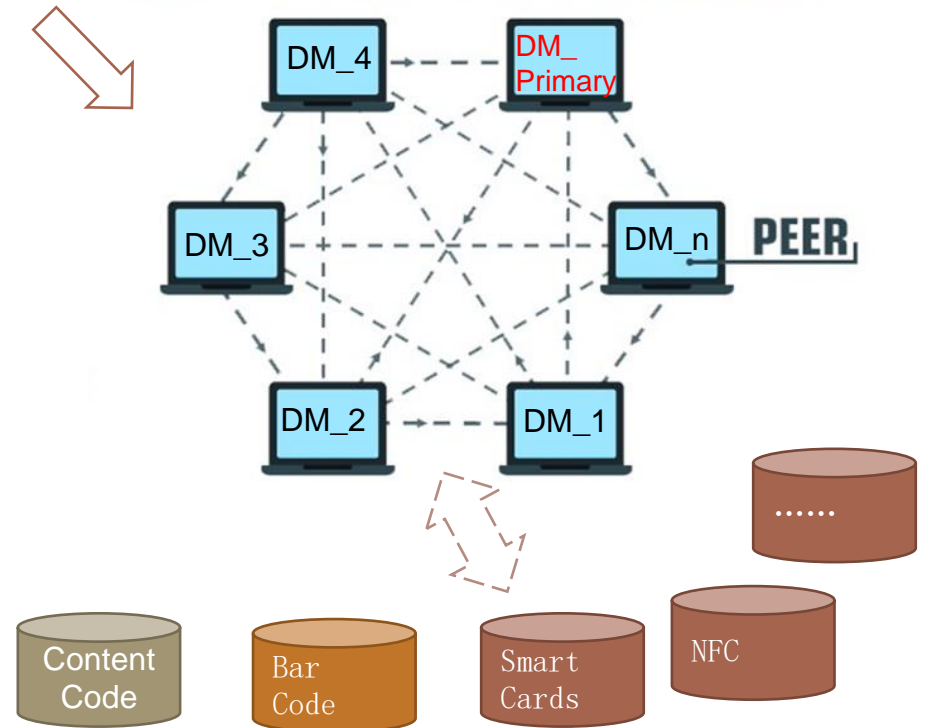 DM_4
DM_
Primary
DM_3
DM_n
PEER
DM_2
DM_1
......
Content
Code
Bar
Code
Smart
Cards
NFC